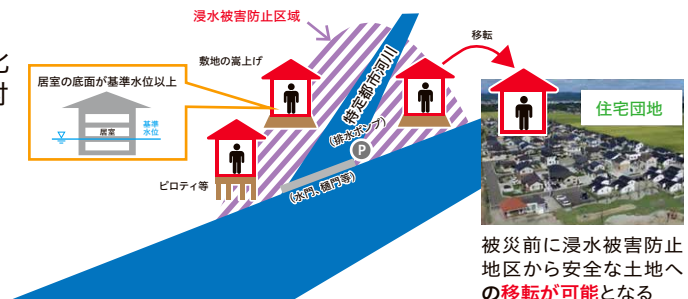 浸水被害防止区域
移転
敷地の嵩上げ
居室の底面が基準水位以上
居室
基準
水位
特定都市河川
(排水ポンプ)
P
ピロティ等
(水門、樋門等)
住宅団地
被災前に浸水被害防止
地区から安全な土地へ
の移転が可能となる